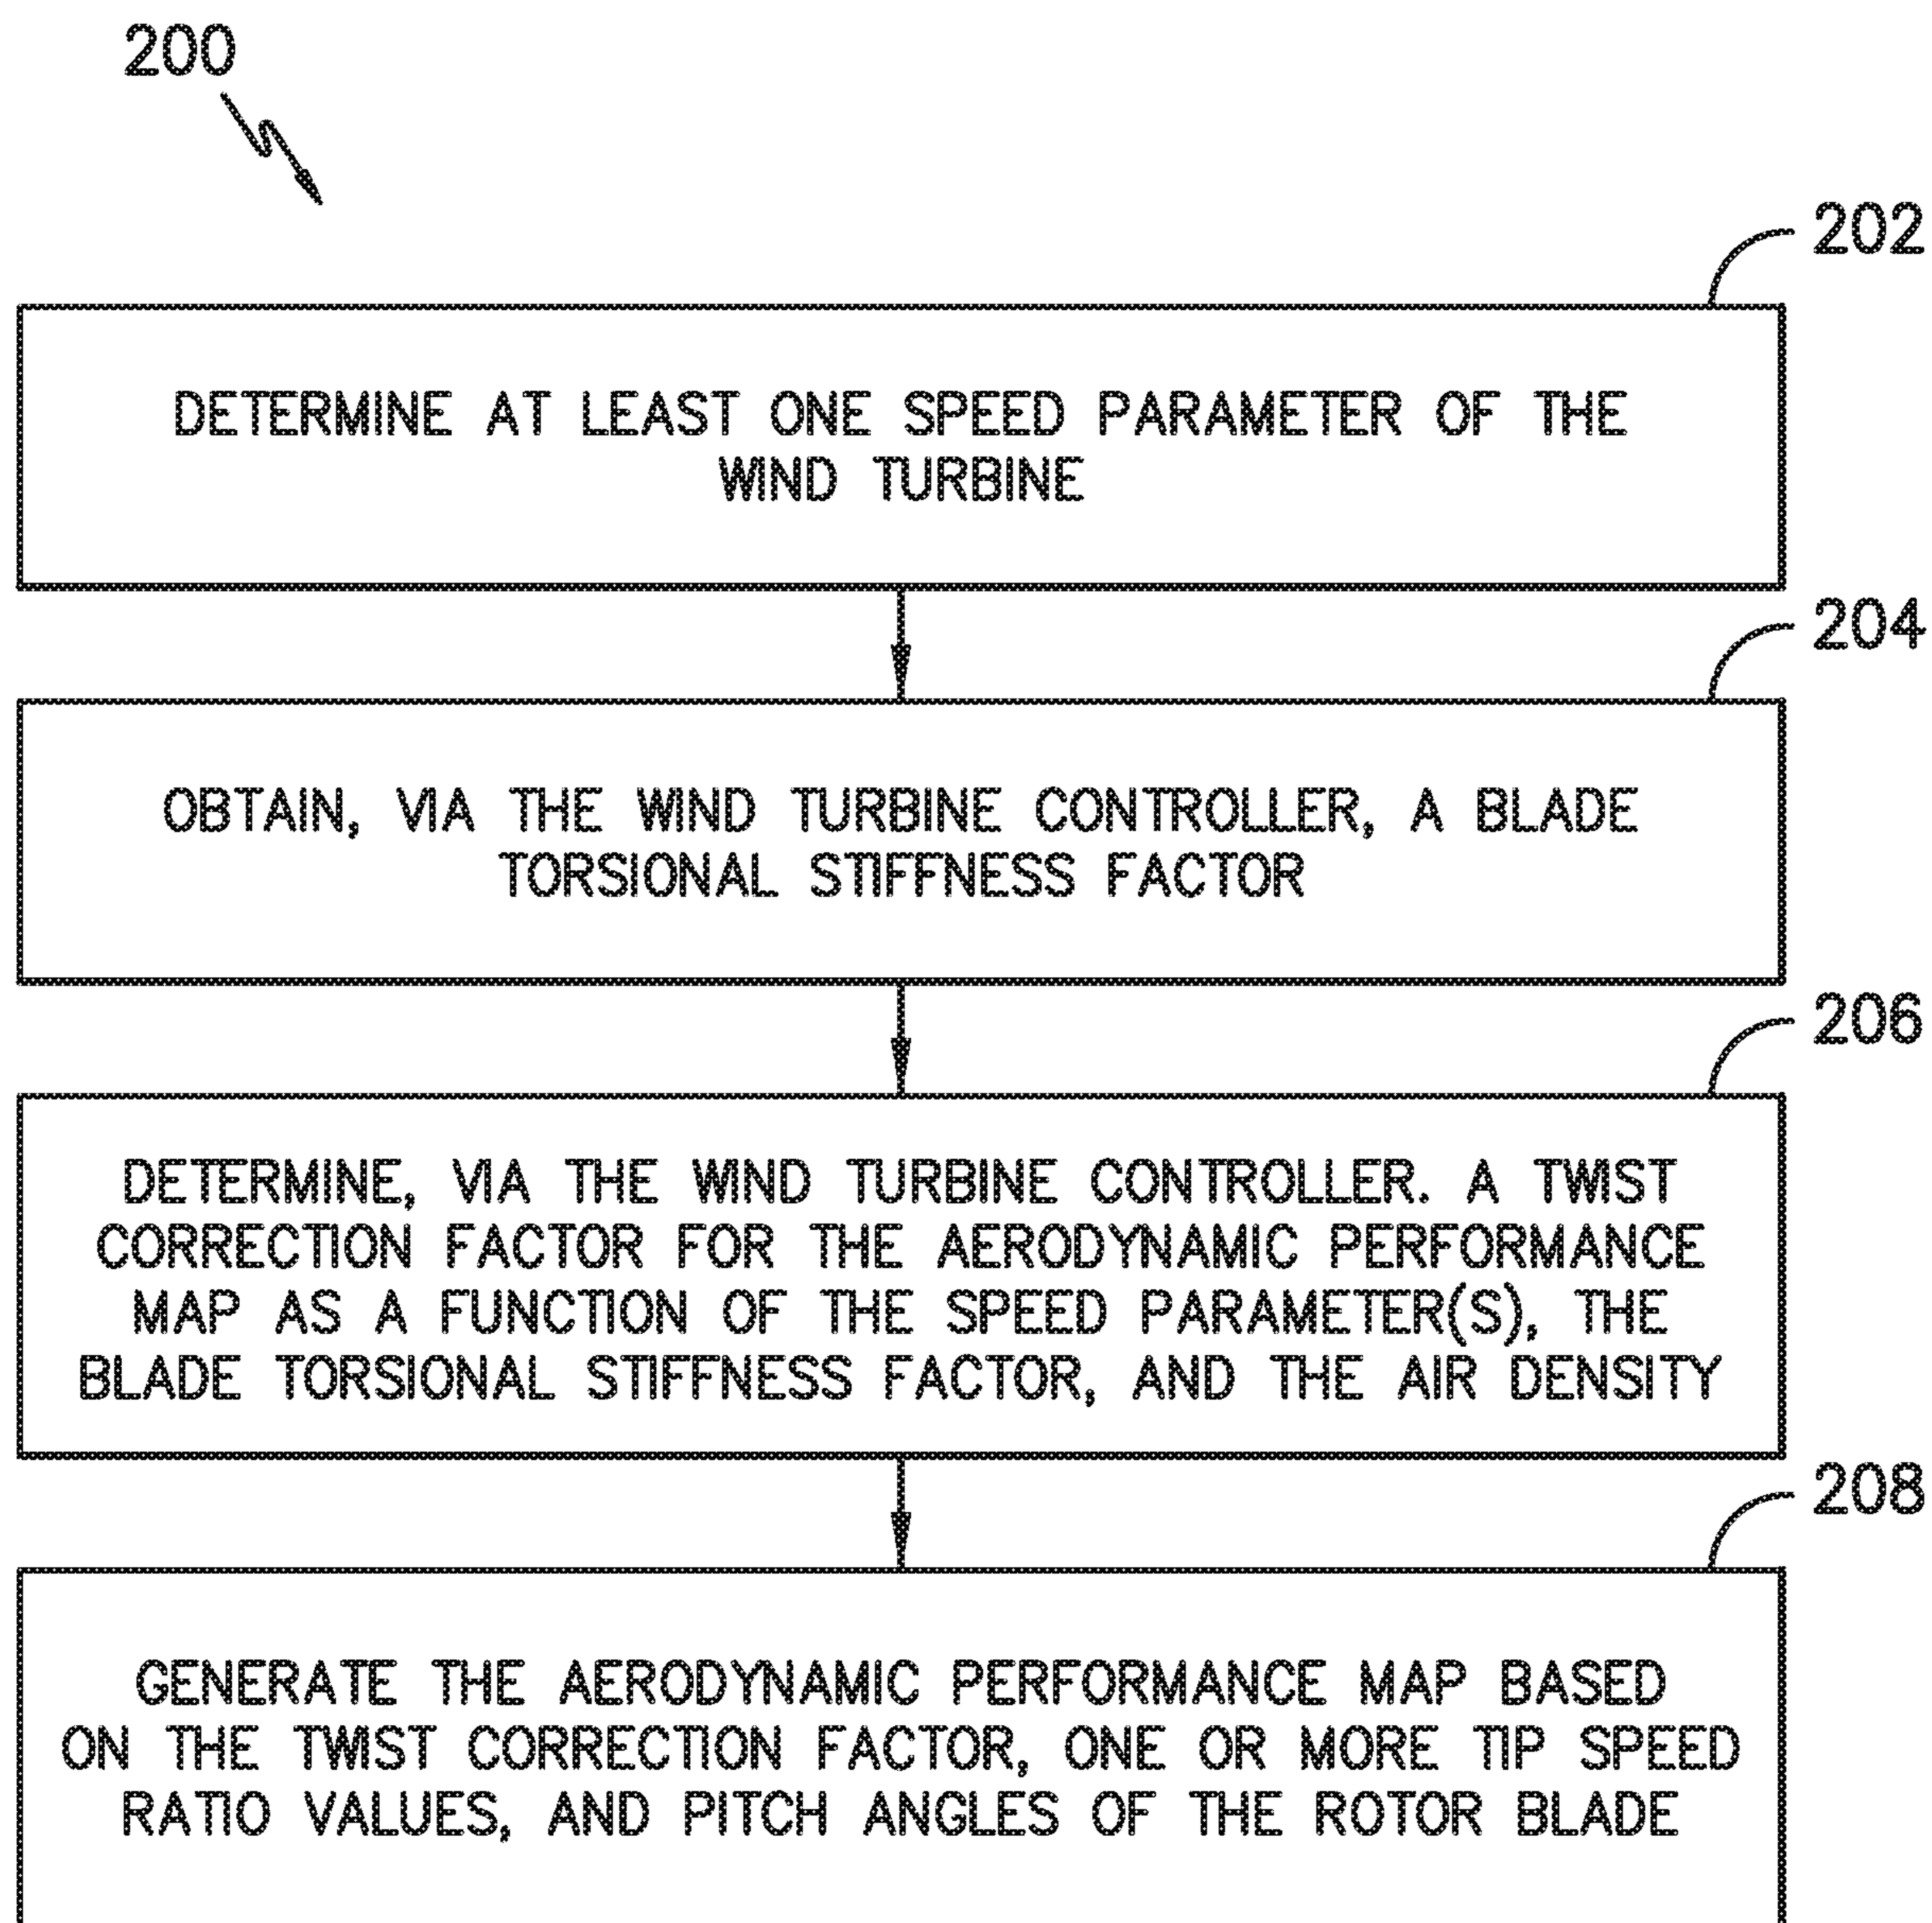 200
202
DETERMINE AT LEAST ONE SPEED PARAMETER OF THE
WIND TURBINE
204
OBTAIN, VIA THE WIND TURBINE CONTROLLER, A BLADE
TORSIONAL STIFFNESS FACTOR
206
DETERMINE, VIA THE WIND TURBINE CONTROLLER. A TWIST
CORRECTION FACTOR FOR THE AERODYNAMIC PERFORMANCE
MAP AS A FUNCTION OF THE SPEED PARAMETER(S), THE
BLADE TORSIONAL STIFFNESS FACTOR, AND THE AIR DENSITY
208
GENERATE THE AERODYNAMIC PERFORMANCE MAP BASED
ON THE TWIST CORRECTION FACTOR, ONE OR MORE TIP SPEED
RATIO VALUES, AND PITCH ANGLES OF THE ROTOR BLADE